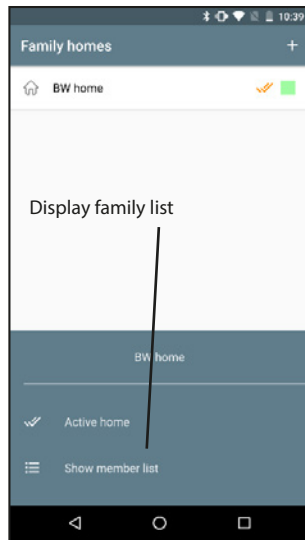 10:39
Family homes +
BW home
Display family list
BW home
Active home
Show member list